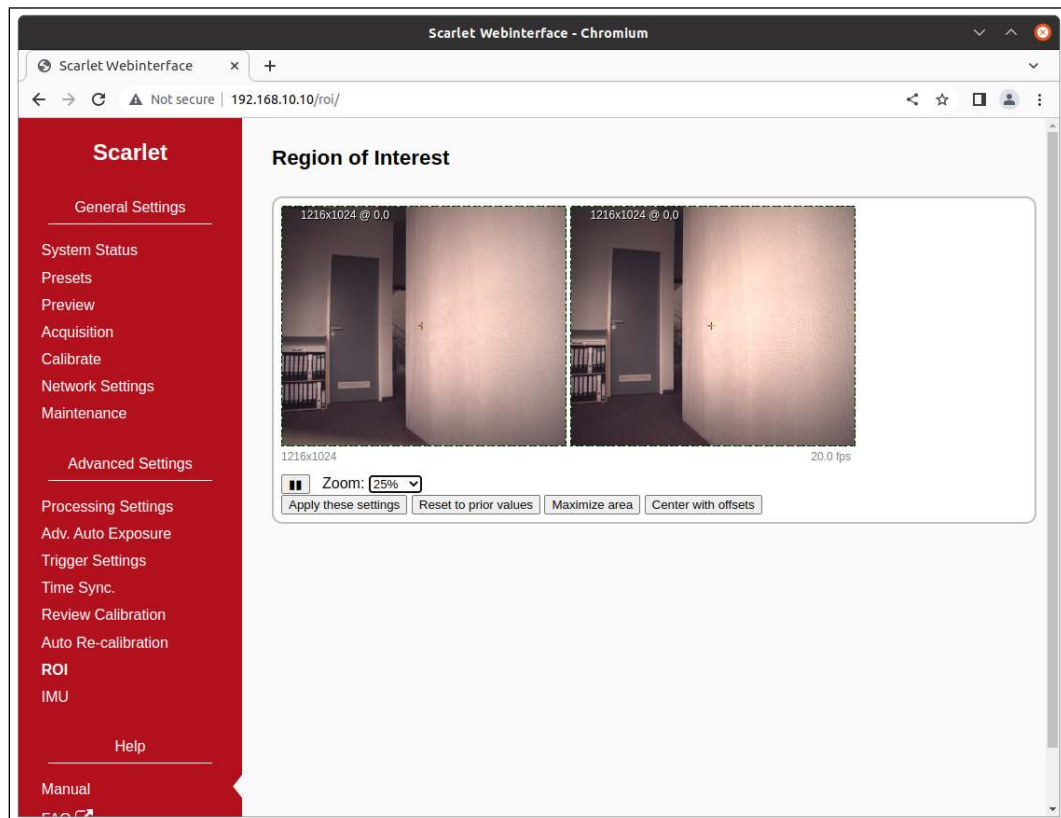 Scarlet Webinterface - Chromium
Scarlet Webinterface
Not secure | 192.168.10.10/roi/
Scarlet
General Settings
System Status
Presets
Preview
Acquisition
Calibrate
Network Settings
Maintenance
Advanced Settings
Processing Settings
Adv. Auto Exposure
Trigger Settings
Time Sync.
Review Calibration
Auto Re-calibration
ROI
IMU
Help
Manual
FAQ
Region of Interest
1216x1024 @ 0,0 1216x1024 @ 0,0
1216x1024 20.0 fps
Zoom: 25%
Apply these settings Reset to prior values Maximize area Center with offsets